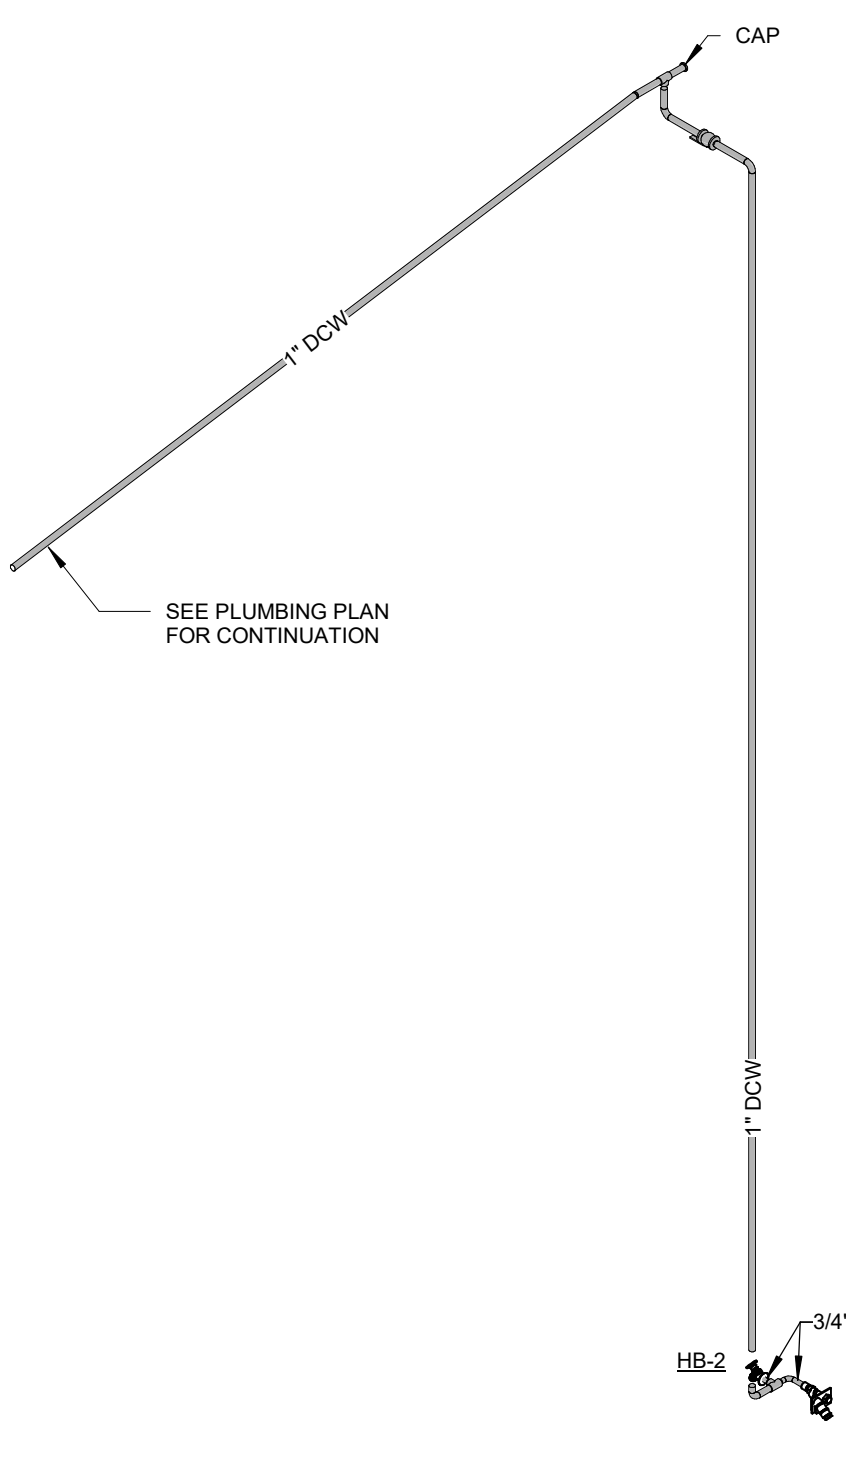 CAP
1" DCW
SEE PLUMBING PLAN
FOR CONTINUATION
1" DCW
3/4"
HB-2